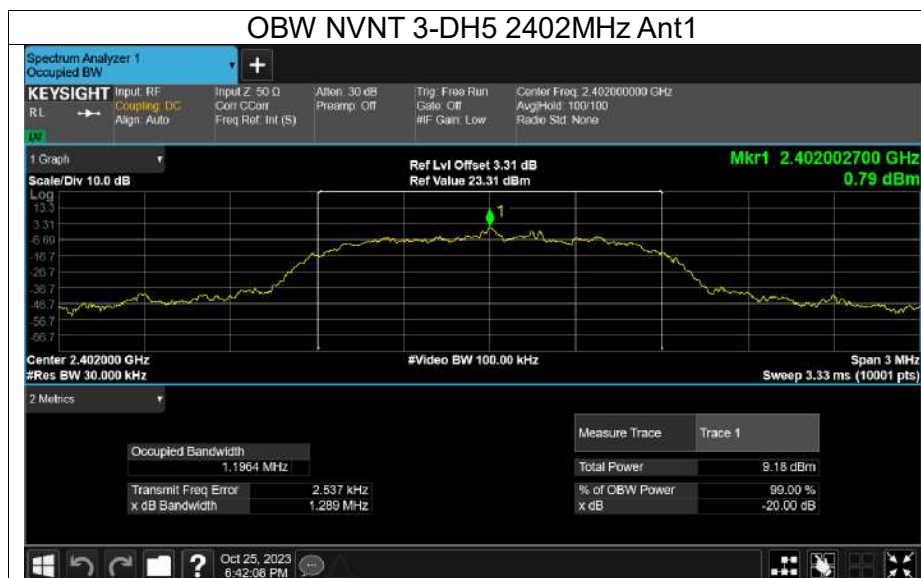 OBW NVNT 3-DH5 2402MHz Ant1
Spectrum Analyzer 1
Occupied BW
+
KEYSIGHT Input: RF Input Z: 50 Ω Atten: 30 dB Trig: Free Run Center Freq: 2.402000000 GHz
RL Coupling: DC Corr CCorr Preamp: Off Gate: Off Avg|Hold: 100/100
Align: Auto Freq Ref: Int (S) #IF Gain: Low Radio Std: None
LXI
1 Graph Ref Lvl Offset 3.31 dB Mkr1 2.402002700 GHz
Scale/Div 10.0 dB Ref Value 23.31 dBm 0.79 dBm
Log
13.3
1
3.31
-6.69
-16.7
-26.7
-36.7
-46.7
-56.7
-66.7
Center 2.402000 GHz #Video BW 100.00 kHz Span 3 MHz
#Res BW 30.000 kHz Sweep 3.33 ms (10001 pts)
2 Metrics
Measure Trace Trace 1
Occupied Bandwidth
1.1964 MHz Total Power 9.18 dBm
Transmit Freq Error 2.537 kHz % of OBW Power 99.00 %
x dB Bandwidth 1.289 MHz x dB -20.00 dB
? Oct 25, 2023
6:42:08 PM